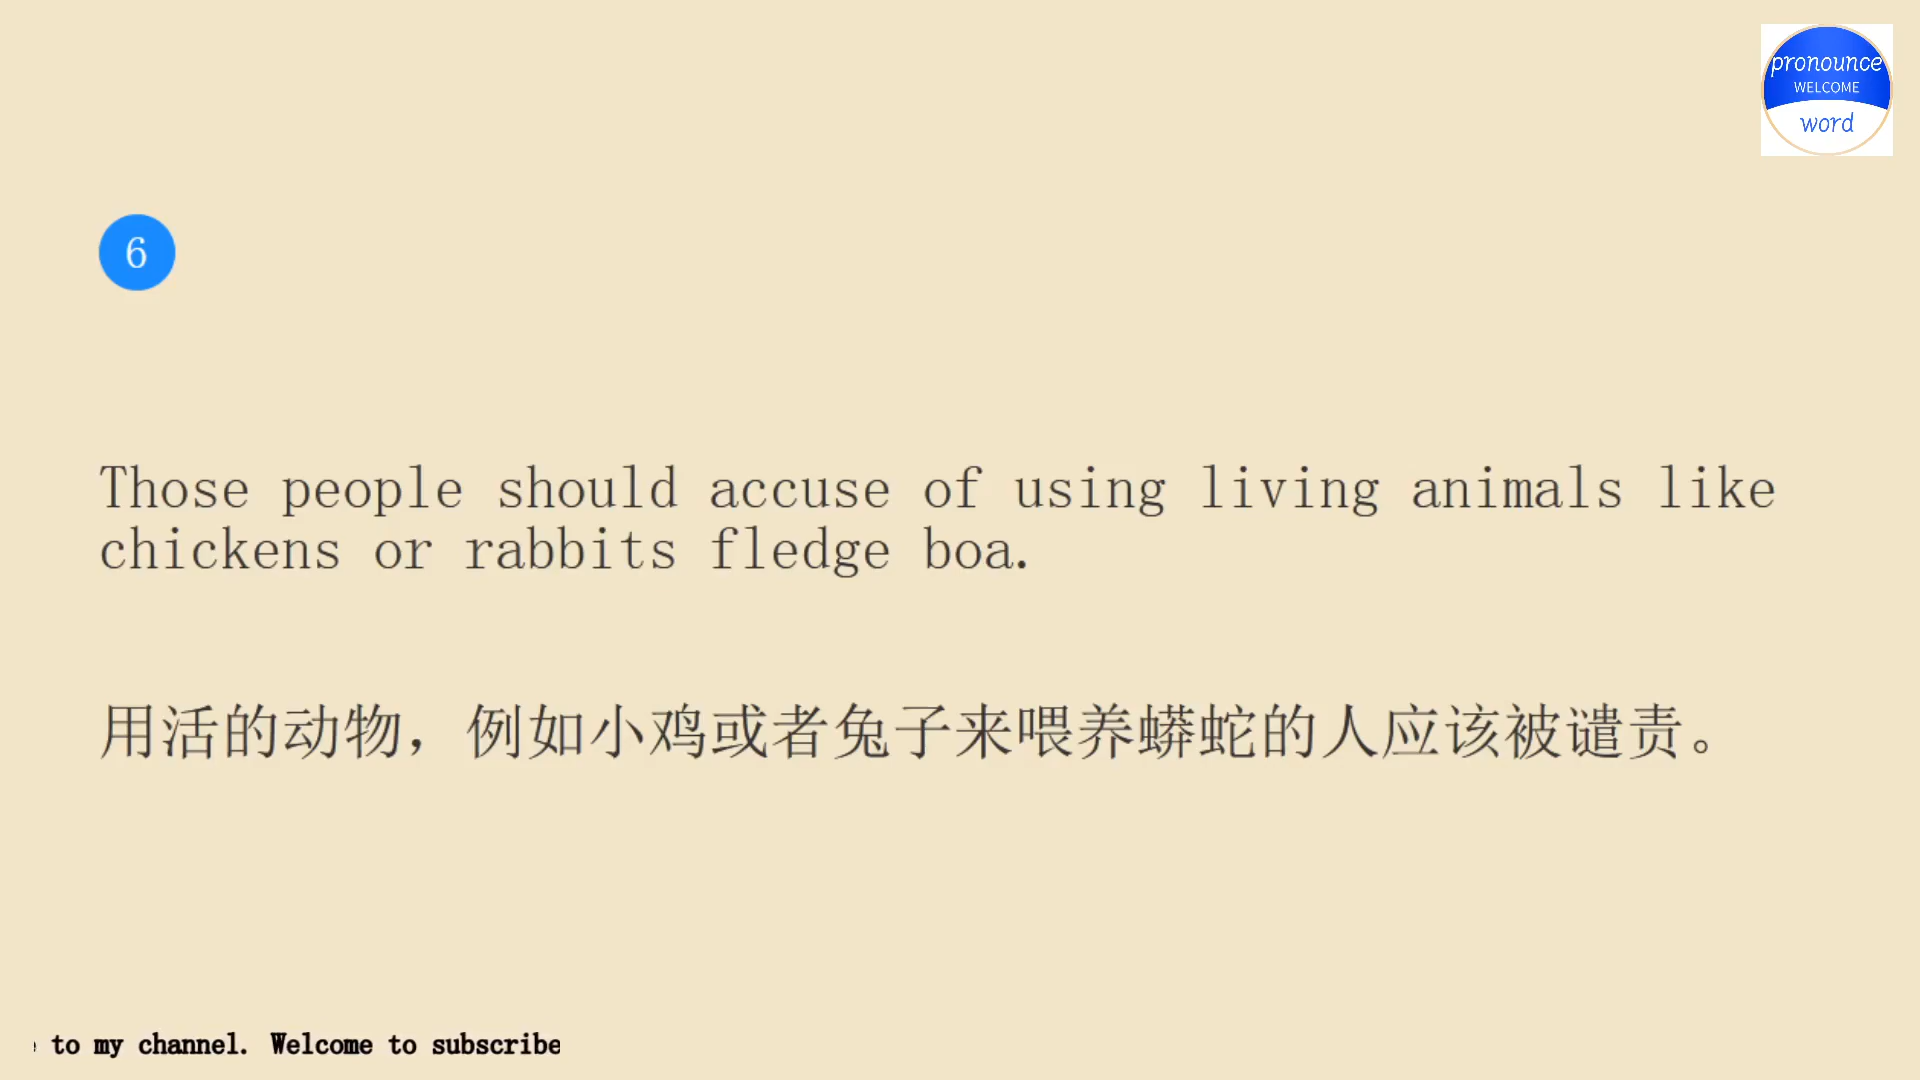 pronounce
WELCOME
word
6
Those people should accuse of using living animals like
chickens or rabbits fledge boa.
用活的动物，例如小鸡或者兔子来喂养蟒蛇的人应该被谴责。
to my channel. Welcome to subscribe